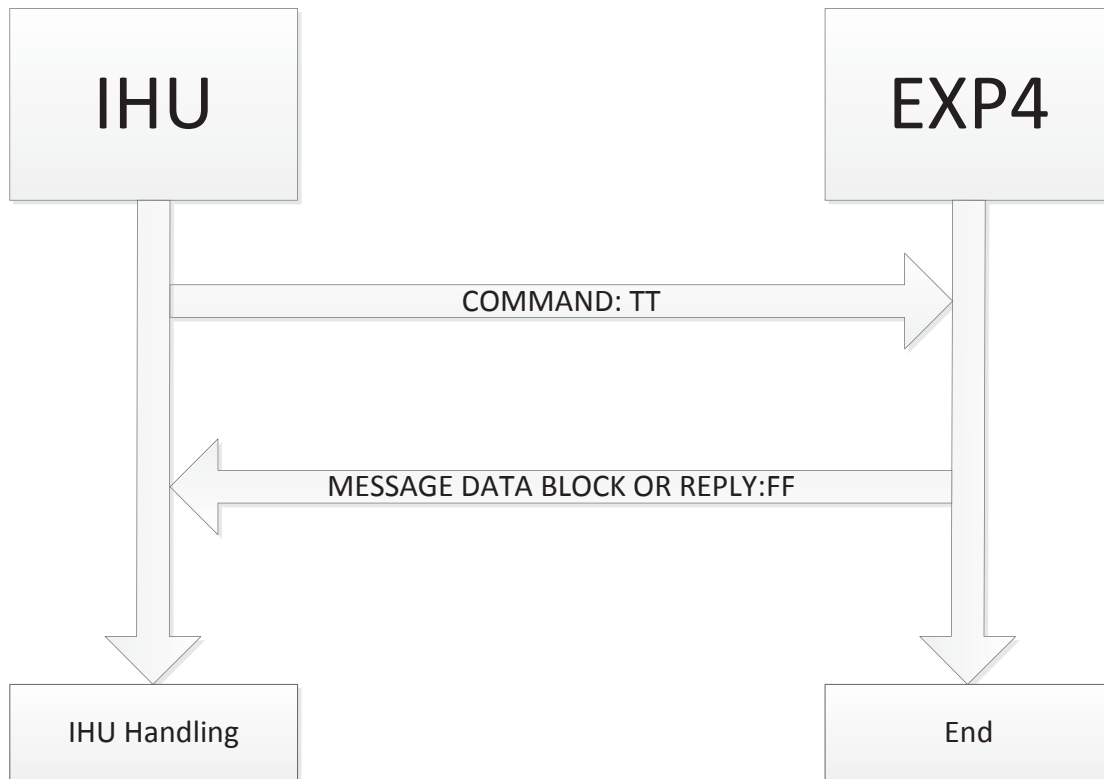 IHU
EXP4
COMMAND: TT
MESSAGE DATA BLOCK OR REPLY:FF
IHU Handling
End